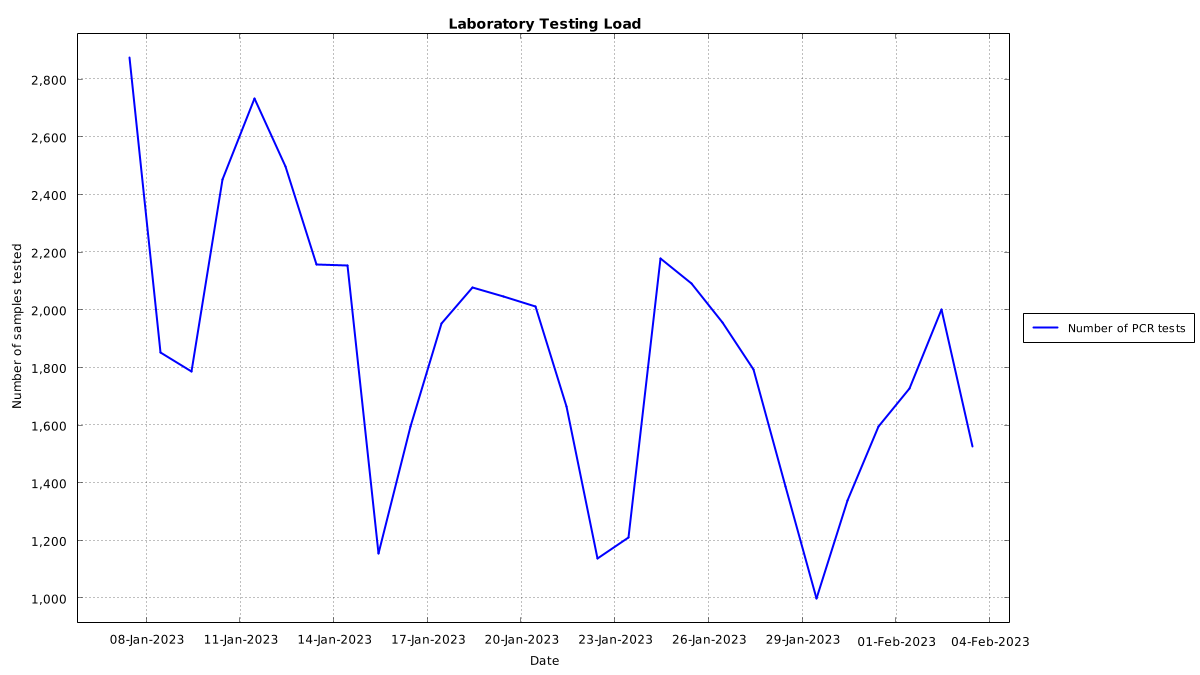 Laboratory Testing Load
2,800
2,600
2,400
2,200
2,000
1,800
1,600
1,400
1,200
1,000
Number of samples tested
08-Jan-2023 11-Jan-2023 14-Jan-2023 17-Jan-2023 20-Jan-2023 23-Jan-2023 26-Jan-2023 29-Jan-2023 01-Feb-2023 04-Feb-2023
Date
Number of PCR tests